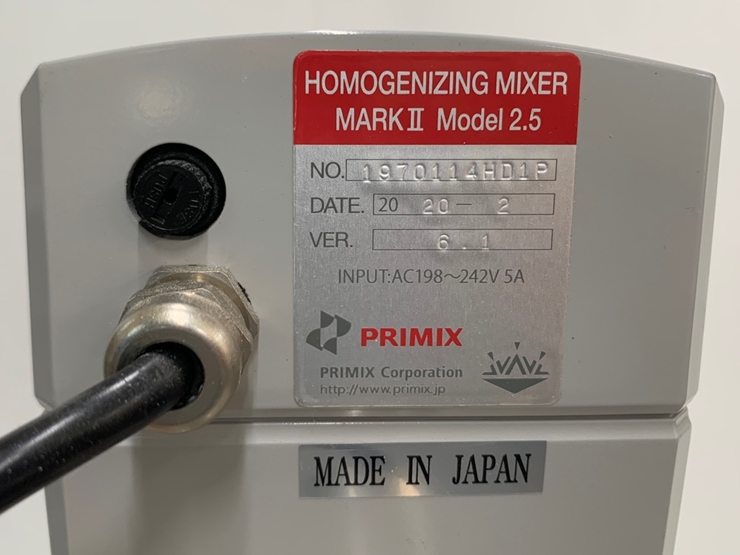 HOMOGENIZING MIXER
MARK II Model 2.5
NO. 1970114HD1P
DATE. 20 20 - 2
VER. 6.1
INPUT:AC198～242V 5A
PRIMIX
PRIMIX Corporation
http://www.primix.jp
MADE IN JAPAN